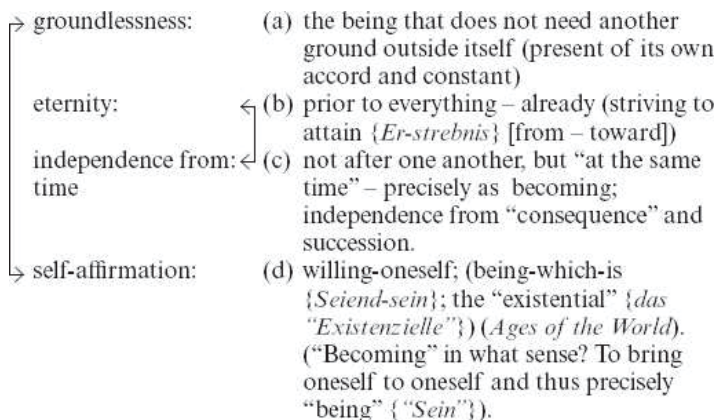 groundlessness: (a) the being that does not need another
ground outside itself (present of its own
accord and constant)
eternity: (b) prior to everything – already (striving to
attain {Er-strebnis} [from – toward])
independence from: (c) not after one another, but “at the same
time time” – precisely as becoming;
independence from “consequence” and
succession.
self-affirmation: (d) willing-oneself; (being-which-is
{Seiend-sein}; the “existential” {das
“Existenzielle”}) (Ages of the World).
(“Becoming” in what sense? To bring
oneself to oneself and thus precisely
“being” {“Sein”}).